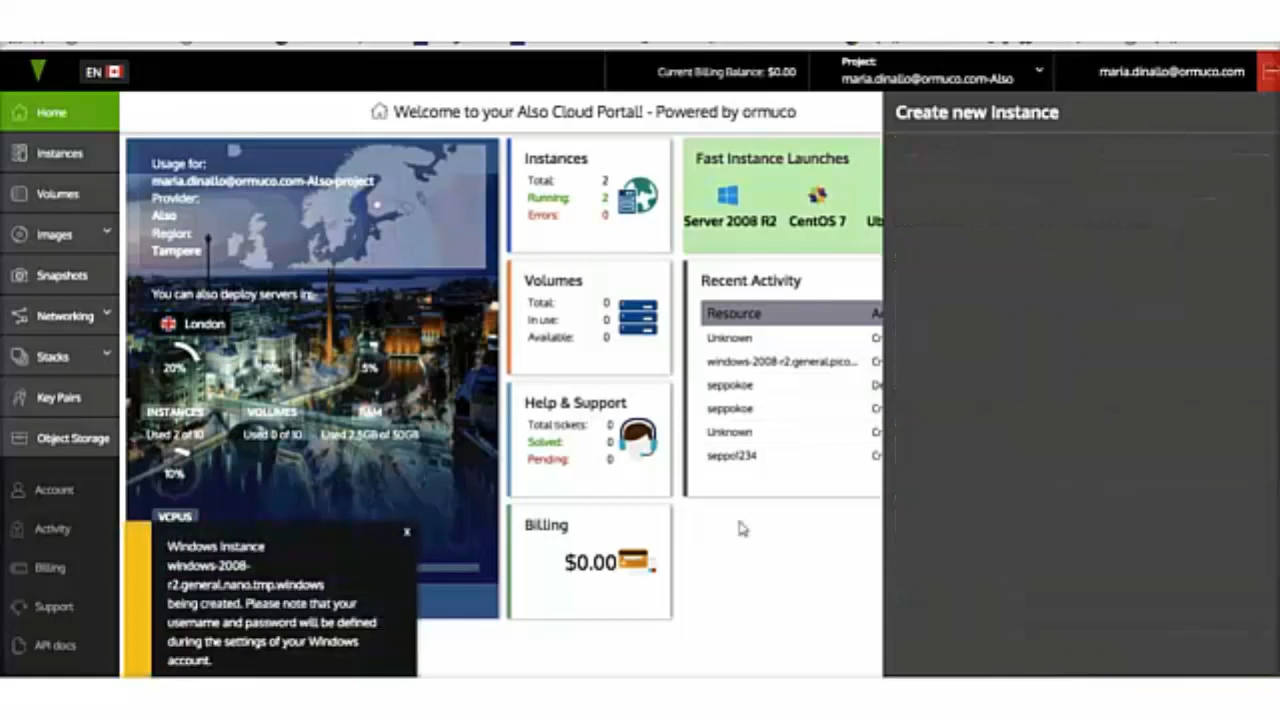 EN
Current Billing Balance: $0.00
Project:
maria.dinallo@ormuco.com-Also
maria.dinallo@ormuco.com
Home
Instances
Volumes
Images
Snapshots
Networking
Stacks
Key Pairs
Object Storage
Account
Activity
Billing
Support
API docs
Welcome to your Also Cloud Portal! - Powered by ormuco
Usage for:
maria.dinallo@ormuco.com-Also-project
Provider:
Also
Region:
Tampere
You can also deploy servers in:
London
20%
0%
5%
INSTANCES
VOLUMES
RAM
Used 2 of 10
Used 0 of 10
Used 2.5GB of 50GB
10%
VCPUS
Windows Instance
windows-2008-
r2.general.nano.tmp.windows
being created. Please note that your
username and password will be defined
during the settings of your Windows
account.
x
Instances
Total: 2
Running: 2
Errors: 0
Volumes
Total: 0
In use: 0
Available: 0
Help & Support
Total tickets: 0
Solved: 0
Pending: 0
Billing
$0.00
Fast Instance Launches
Server 2008 R2
CentOS 7
Ub
Recent Activity
Resource
Unknown
windows-2008-r2.general.pico...
seppokoe
seppokoe
Unknown
seppo1234
Create new Instance